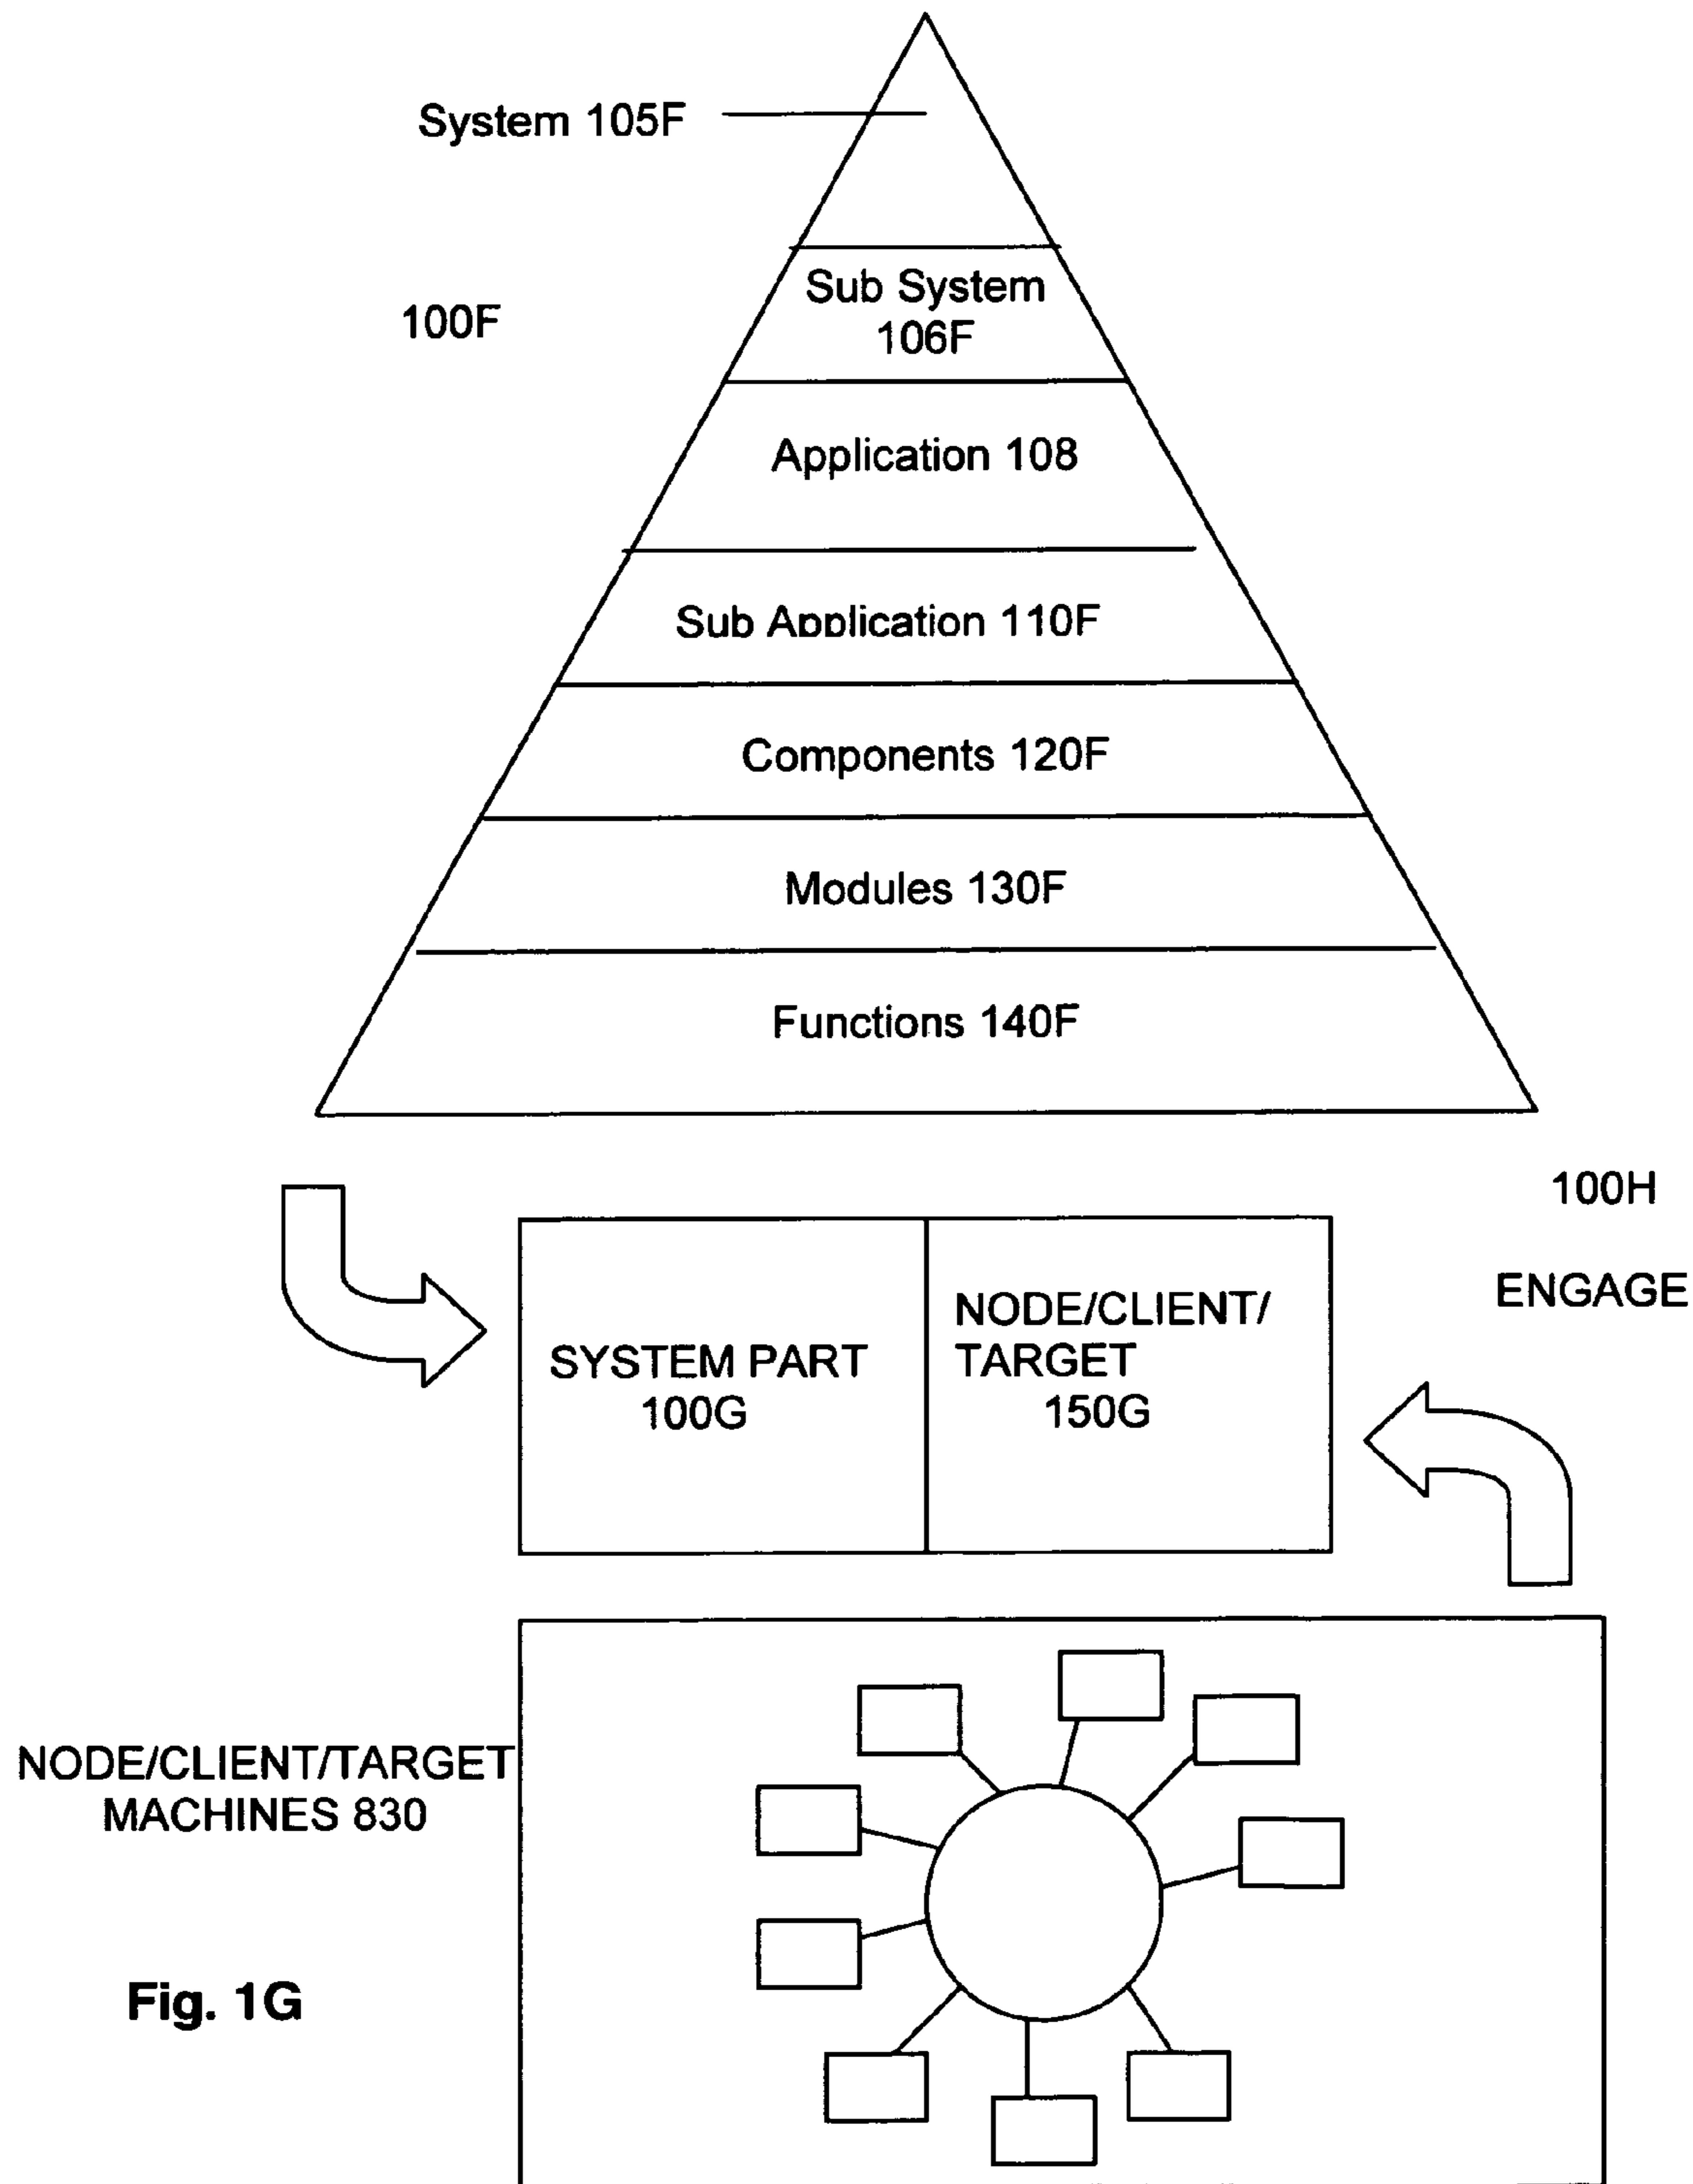 System 105F
100F
Sub System
106F
Application 108
Sub Application 110F
Components 120F
Modules 130F
Functions 140F
100H
ENGAGE
SYSTEM PART
100G
NODE/CLIENT/
TARGET
150G
NODE/CLIENT/TARGET
MACHINES 830
Fig. 1G